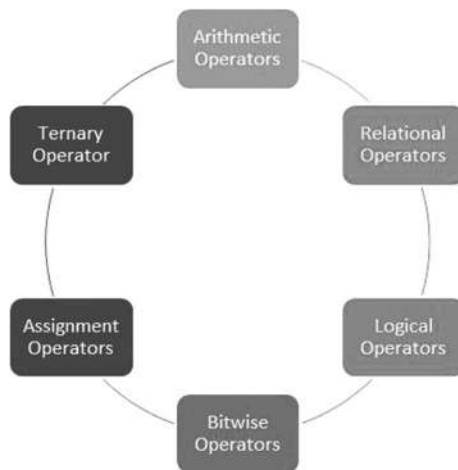 Arithmetic
Operators
Relational
Operators
Logical
Operators
Bitwise
Operators
Assignment
Operators
Ternary
Operator